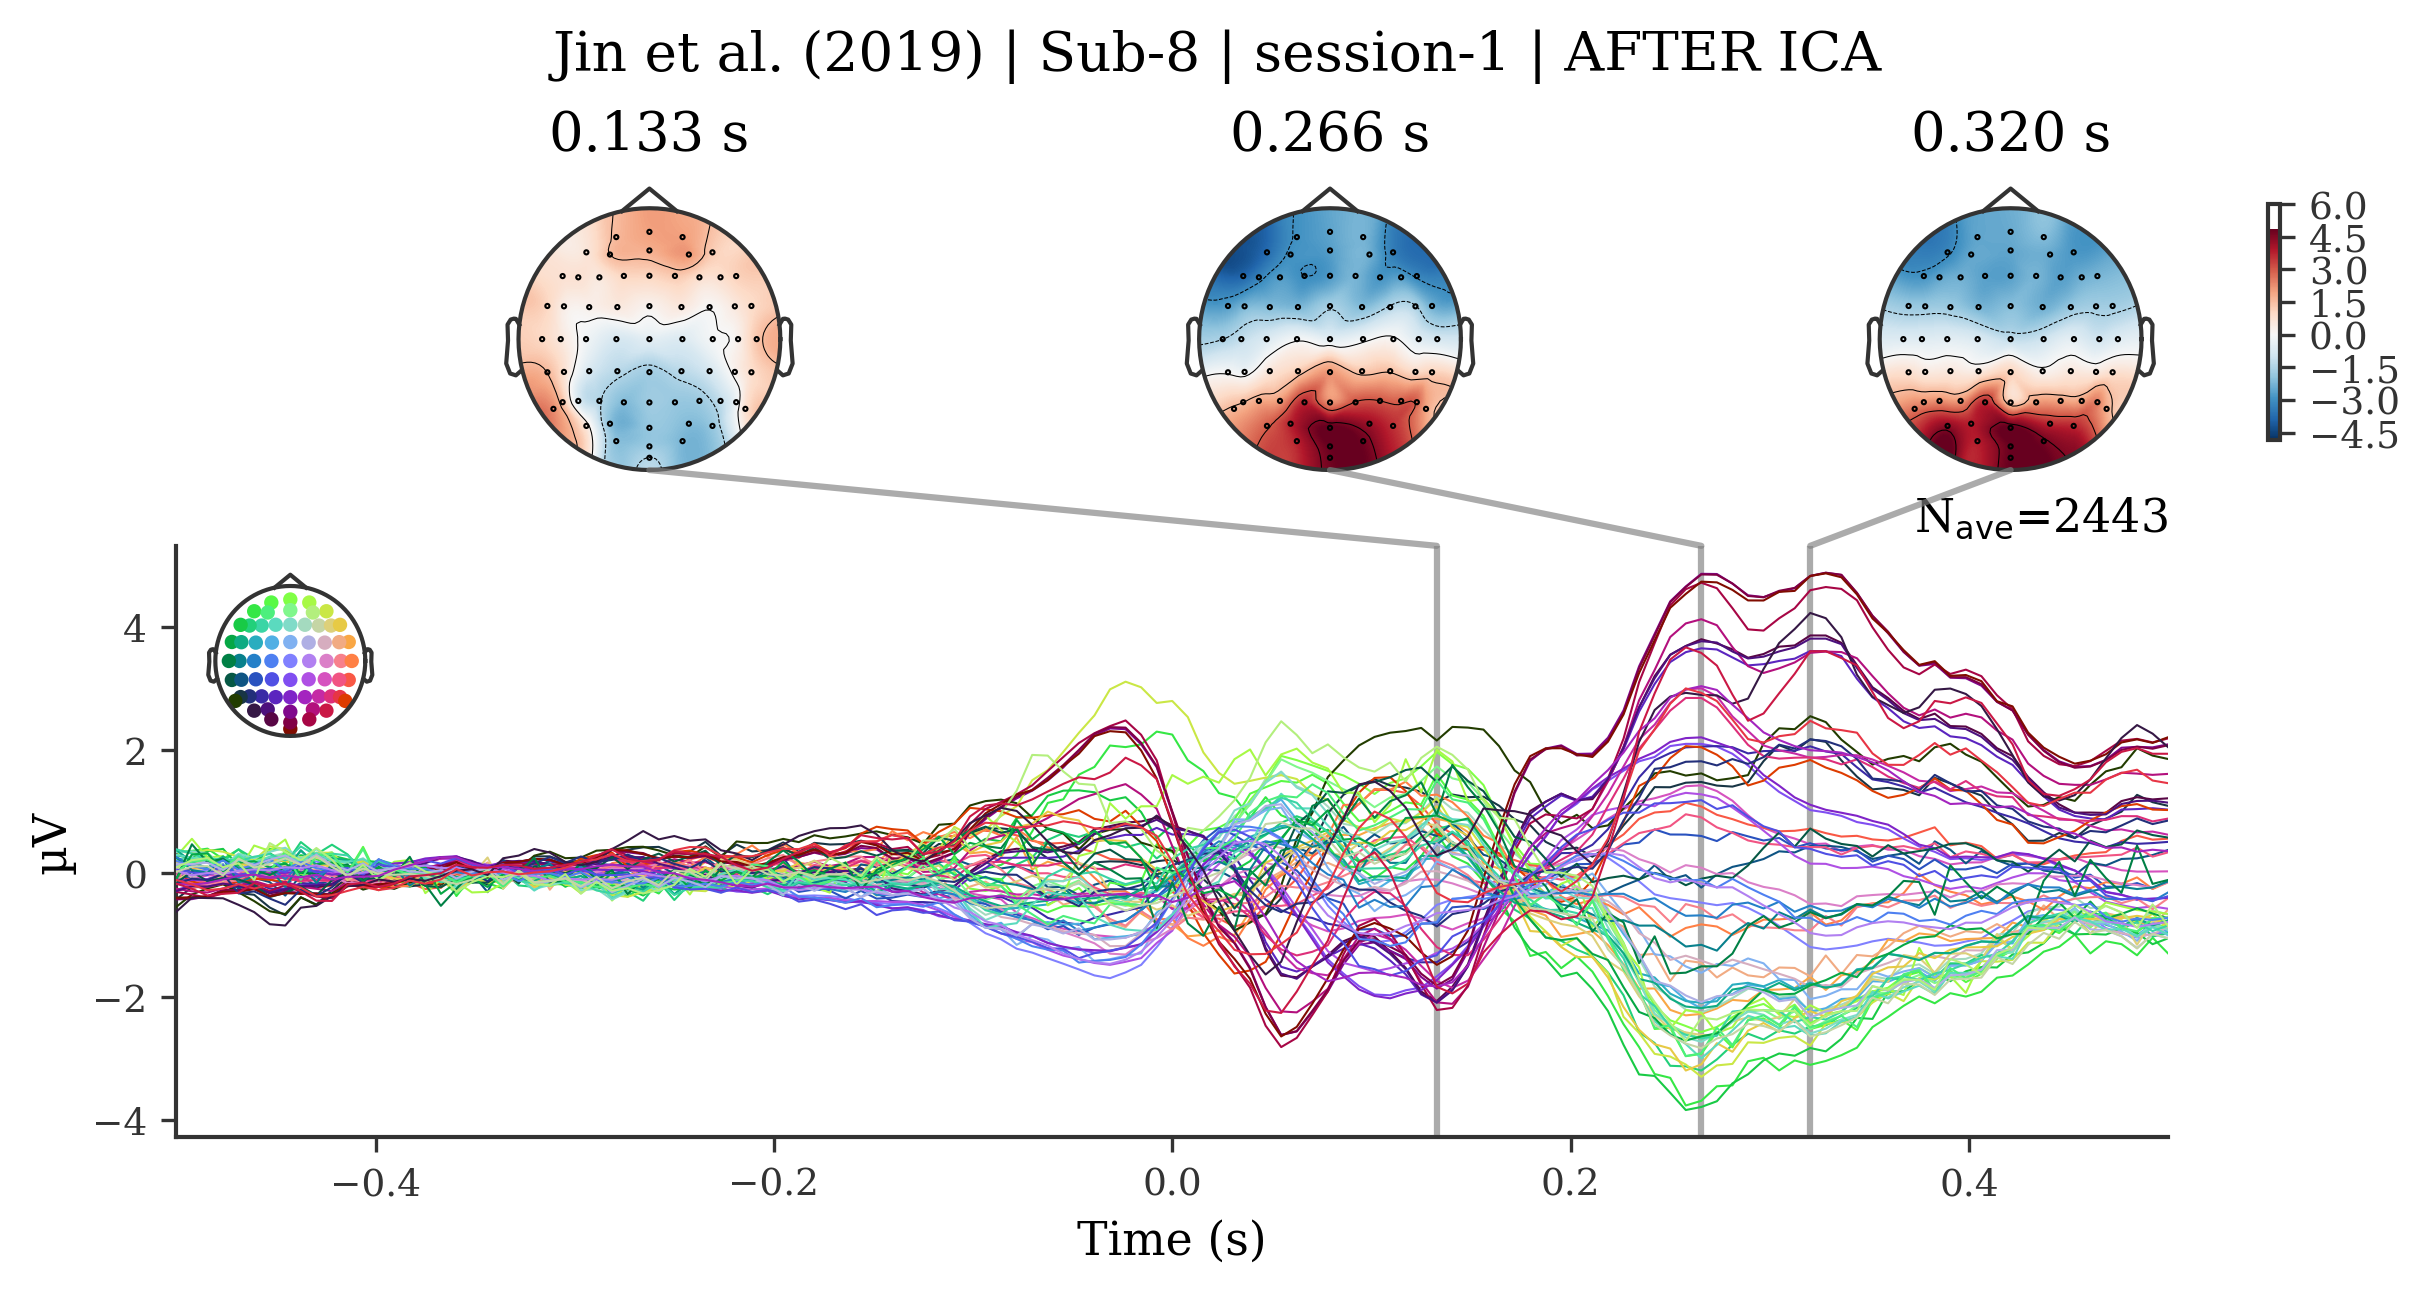 Jin et al. (2019) | Sub-8 | session-1 | AFTER ICA
0.133 s
0.266 s
0.320 s
6.0
4.5
3.0
1.5
0.0
−1.5
−3.0
−4.5
Nave=2443
4
2
0
−2
−4
µV
−0.4
−0.2
0.0
0.2
0.4
Time (s)